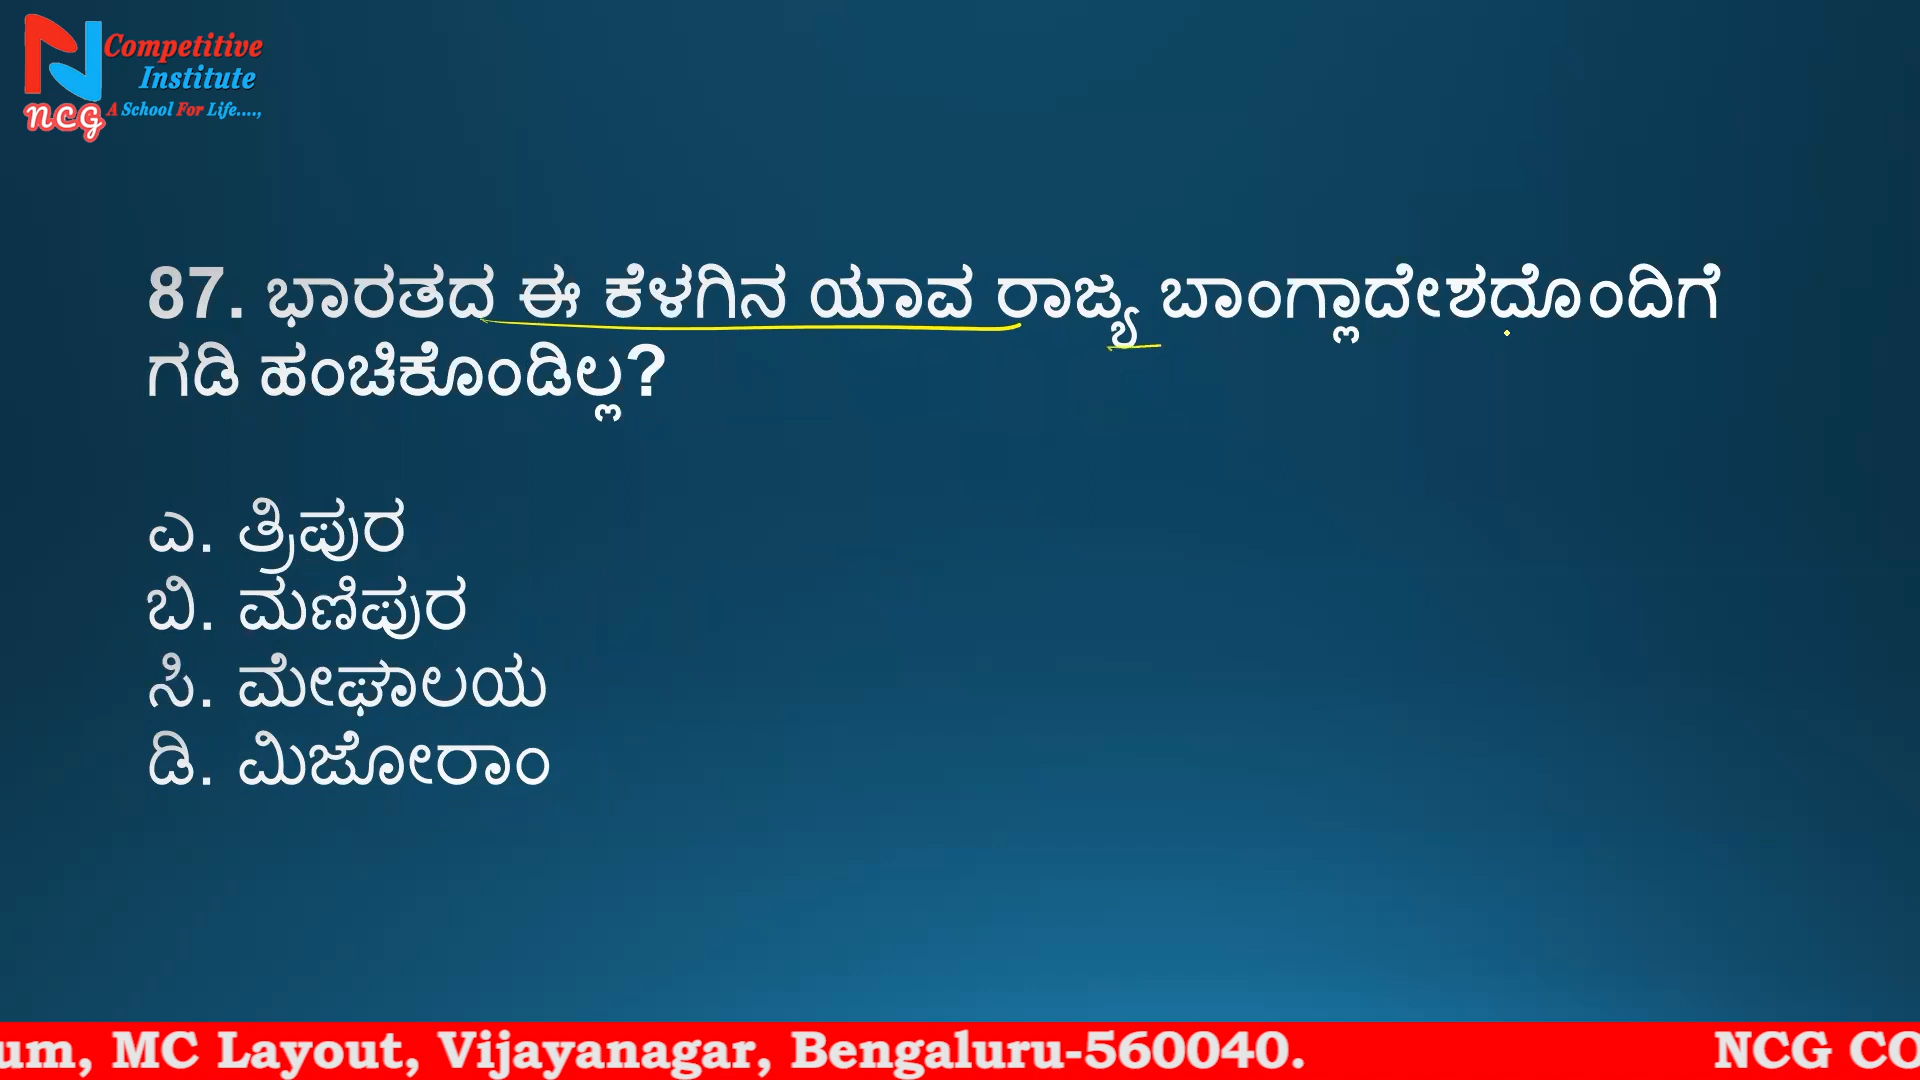 Competitive
Institute
ncg A School For Life....,
87. ಭಾರತದ ಈ ಕೆಳಗಿನ ಯಾವ ರಾಜ್ಯ ಬಾಂಗ್ಲಾದೇಶದೊಂದಿಗೆ
ಗಡಿ ಹಂಚಿಕೊಂಡಿಲ್ಲ?
ಎ. ತ್ರಿಪುರ
ಬಿ. ಮಣಿಪುರ
ಸಿ. ಮೇಘಾಲಯ
ಡಿ. ಮಿಜೋರಾಂ
um, MC Layout, Vijayanagar, Bengaluru-560040. NCG CO